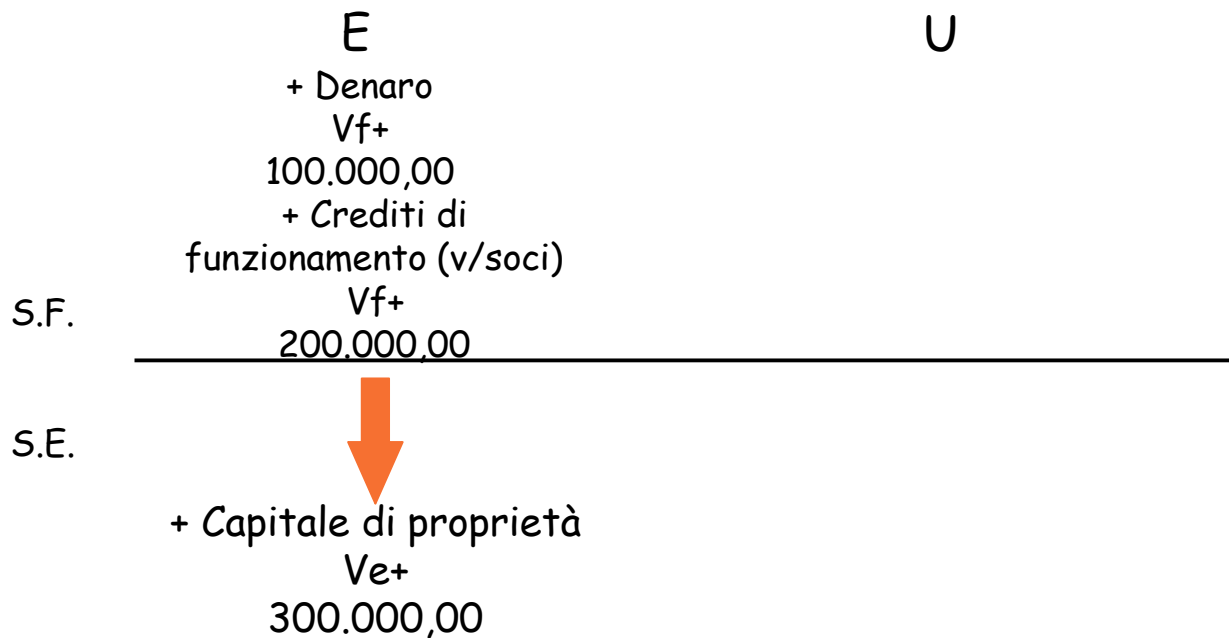 E
U
+ Denaro
Vf+
100.000,00
+ Crediti di
funzionamento (v/soci)
Vf+
S.F.
200.000,00
S.E.
+ Capitale di proprietà
Ve+
300.000,00